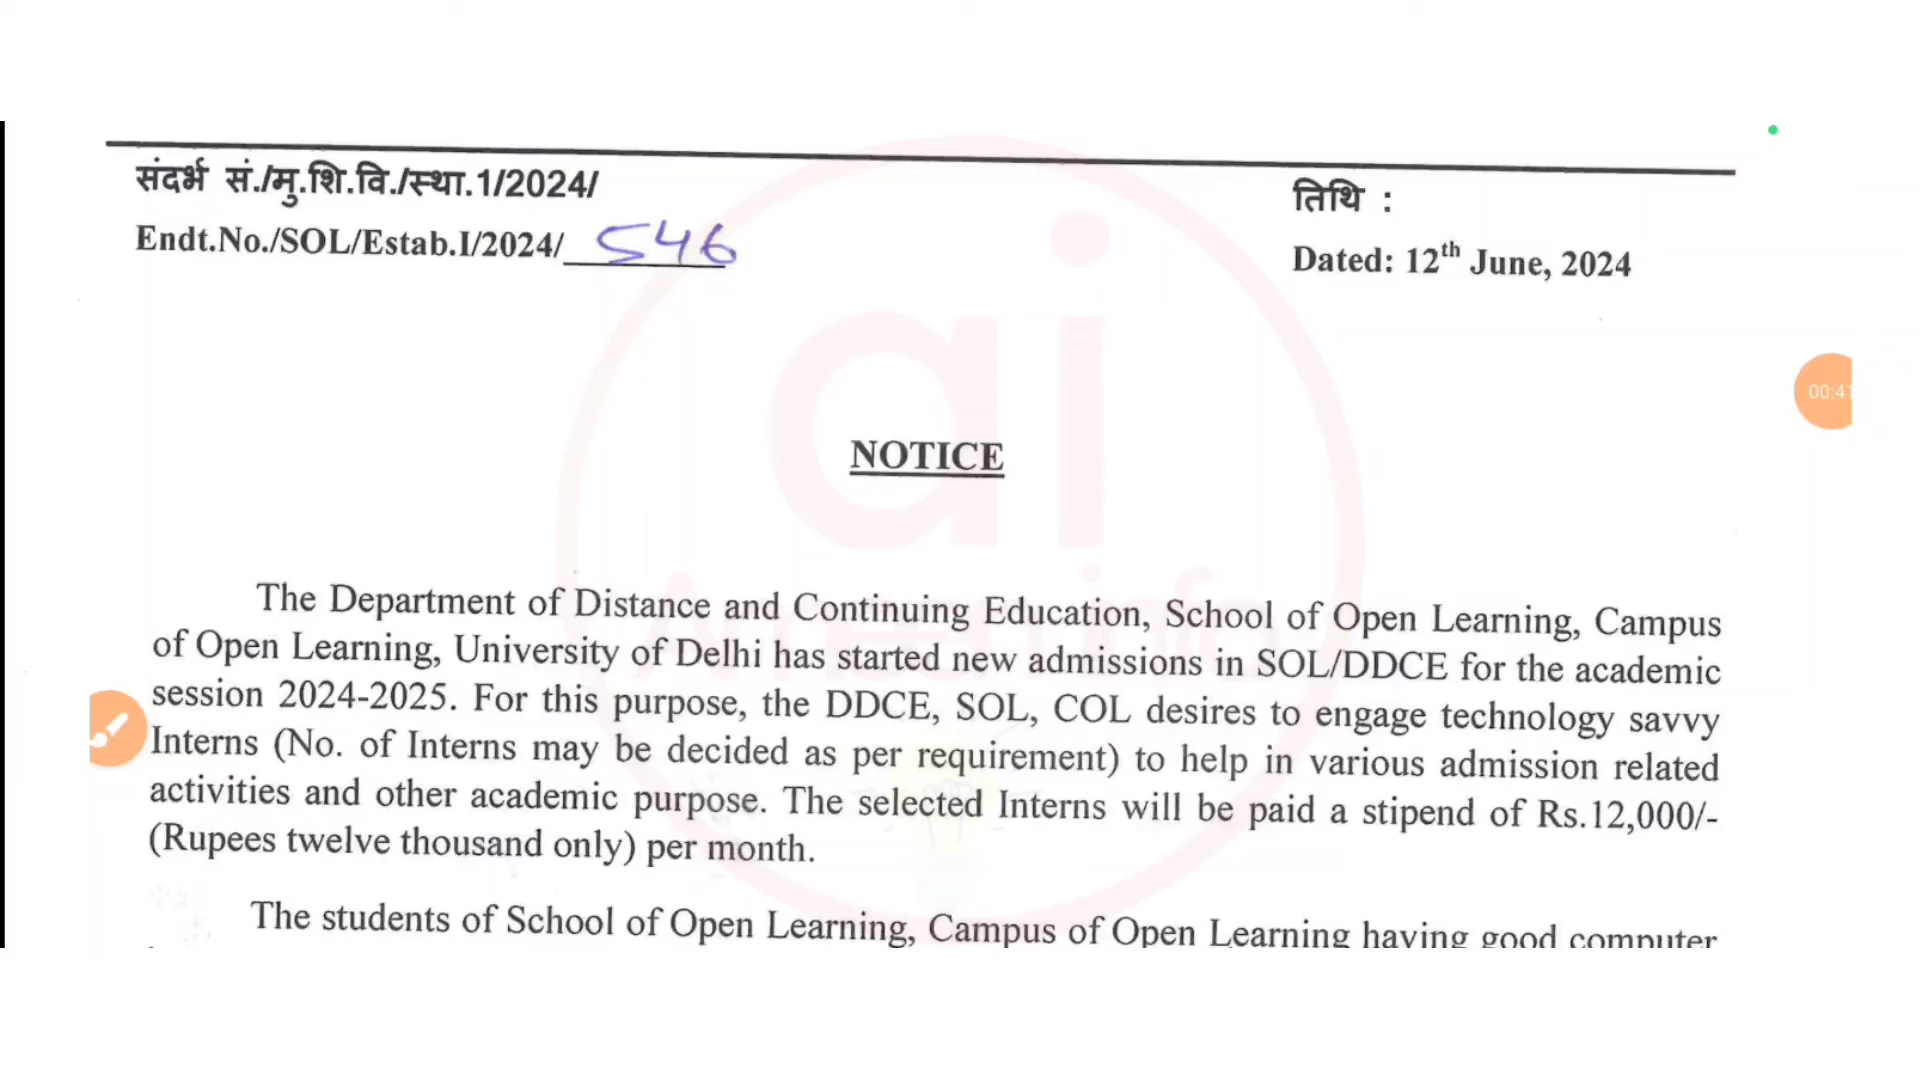 संदर्भ सं./मु.शि.वि./स्था.1/2024/
तिथि :
Endt.No./SOL/Estab.I/2024/ 546
Dated: 12th June, 2024
00:41
NOTICE
The Department of Distance and Continuing Education, School of Open Learning, Campus
of Open Learning, University of Delhi has started new admissions in SOL/DDCE for the academic
session 2024-2025. For this purpose, the DDCE, SOL, COL desires to engage technology savvy
Interns (No. of Interns may be decided as per requirement) to help in various admission related
activities and other academic purpose. The selected Interns will be paid a stipend of Rs.12,000/-
(Rupees twelve thousand only) per month.
The students of School of Open Learning, Campus of Open Learning having good computer
ai